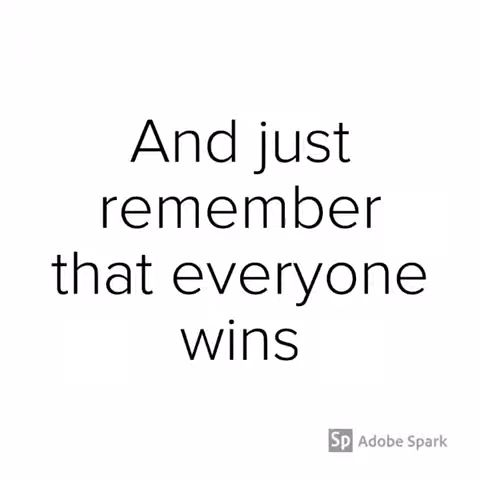 And just
remember
that everyone
wins
Sp Adobe Spark